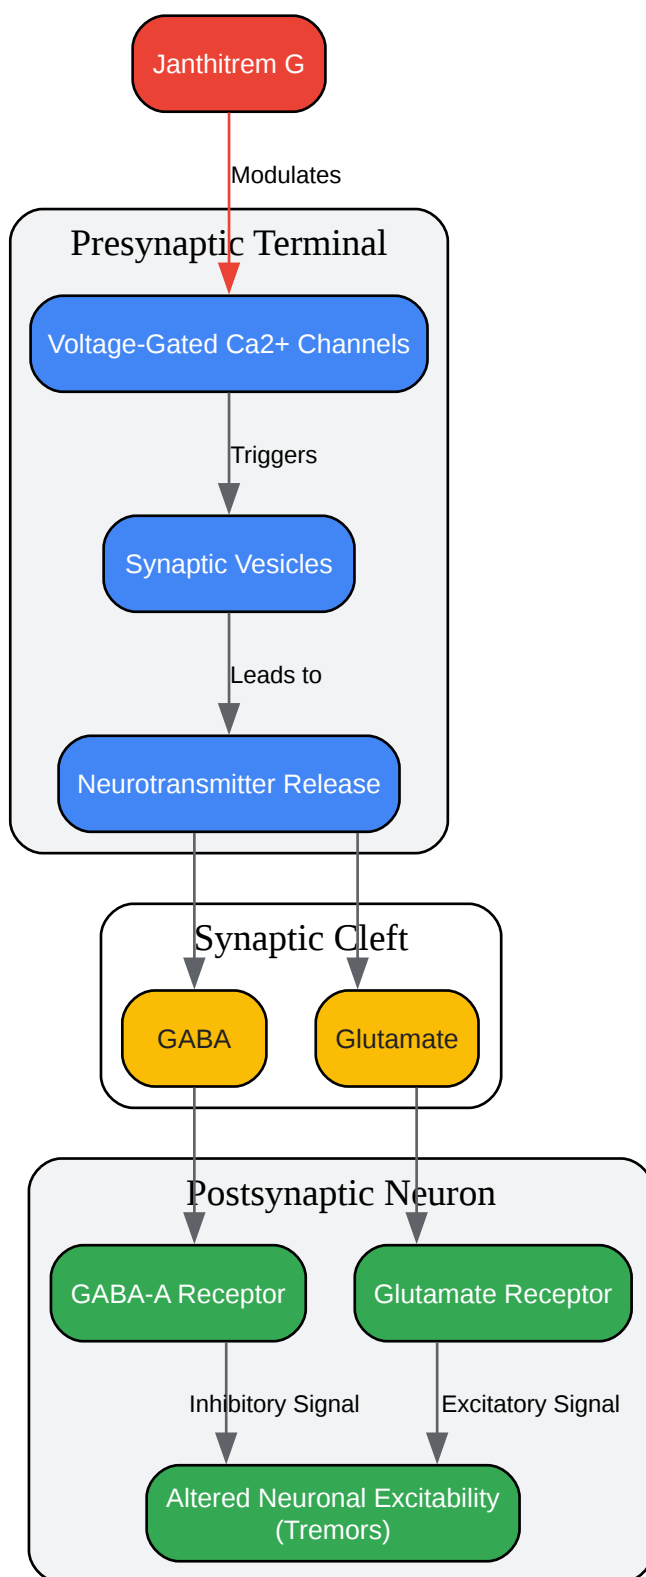 Janthitrem G
Modulates
Presynaptic Terminal
Voltage-Gated Ca2+ Channels
Triggers
Synaptic Vesicles
Leads to
Neurotransmitter Release
Synaptic Cleft
GABA
Glutamate
Postsynaptic Neuron
GABA-A Receptor
Glutamate Receptor
Inhibitory Signal
Excitatory Signal
Altered Neuronal Excitability
(Tremors)